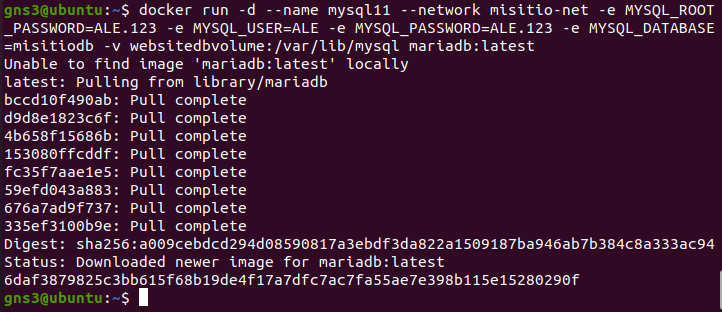 gns3@ubuntu:~$ docker run -d --name mysql11 --network misitio-net -e MYSQL_ROOT
_PASSWORD=ALE.123 -e MYSQL_USER=ALE -e MYSQL_PASSWORD=ALE.123 -e MYSQL_DATABASE
=misitiodb -v websitedbvolume:/var/lib/mysql mariadb:latest
Unable to find image 'mariadb:latest' locally
latest: Pulling from library/mariadb
bccd10f490ab: Pull complete
d9d8e1823c6f: Pull complete
4b658f15686b: Pull complete
153080ffcddf: Pull complete
fc35f7aae1e5: Pull complete
59efd043a883: Pull complete
676a7ad9f737: Pull complete
335ef3100b9e: Pull complete
Digest: sha256:a009cebdcd294d08590817a3ebdf3da822a1509187ba946ab7b384c8a333ac94
Status: Downloaded newer image for mariadb:latest
6daf3879825c3bb615f68b19de4f17a7dfc7ac7fa55ae7e398b115e15280290f
gns3@ubuntu:~$